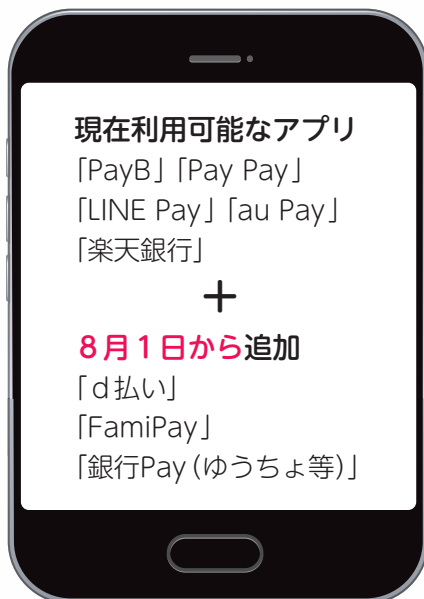 現在利用可能なアプリ
「PayB」「Pay Pay」
「LINE Pay」「au Pay」
「楽天銀行」
＋
８月１日から追加
「ｄ払い」
「FamiPay」
「銀行Pay（ゆうちょ等）」